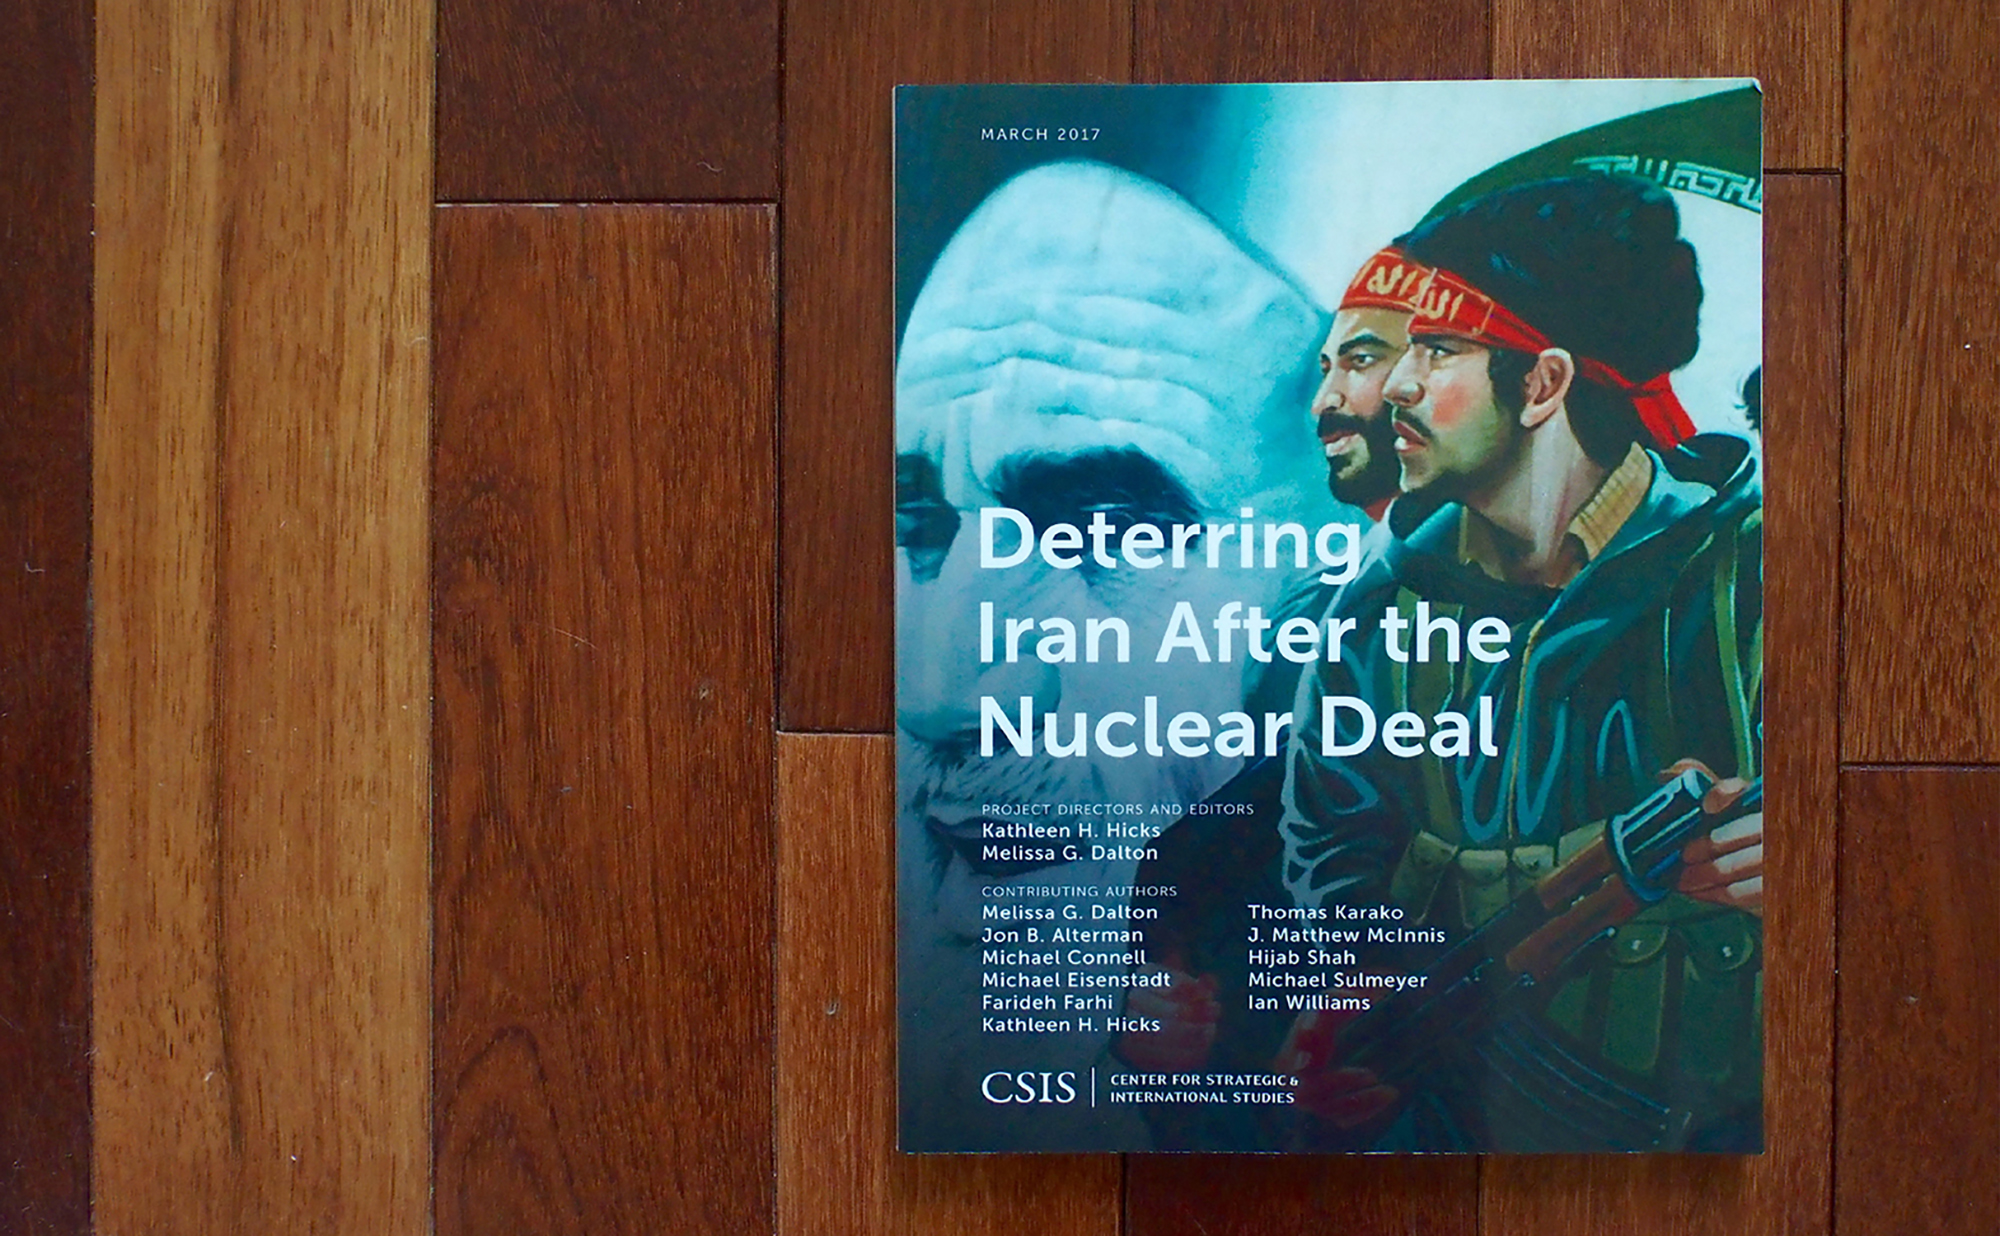 MARCH 2017
Deterring
Iran After the
Nuclear Deal
PROJECT DIRECTORS AND EDITORS
Kathleen H. Hicks
Melissa G. Dalton
CONTRIBUTING AUTHORS
Melissa G. Dalton
Jon B. Alterman
Michael Connell
Michael Eisenstadt
Farideh Farhi
Kathleen H. Hicks
Thomas Karako
J. Matthew McInnis
Hijab Shah
Michael Sulmeyer
Ian Williams
CSIS | CENTER FOR STRATEGIC &
INTERNATIONAL STUDIES